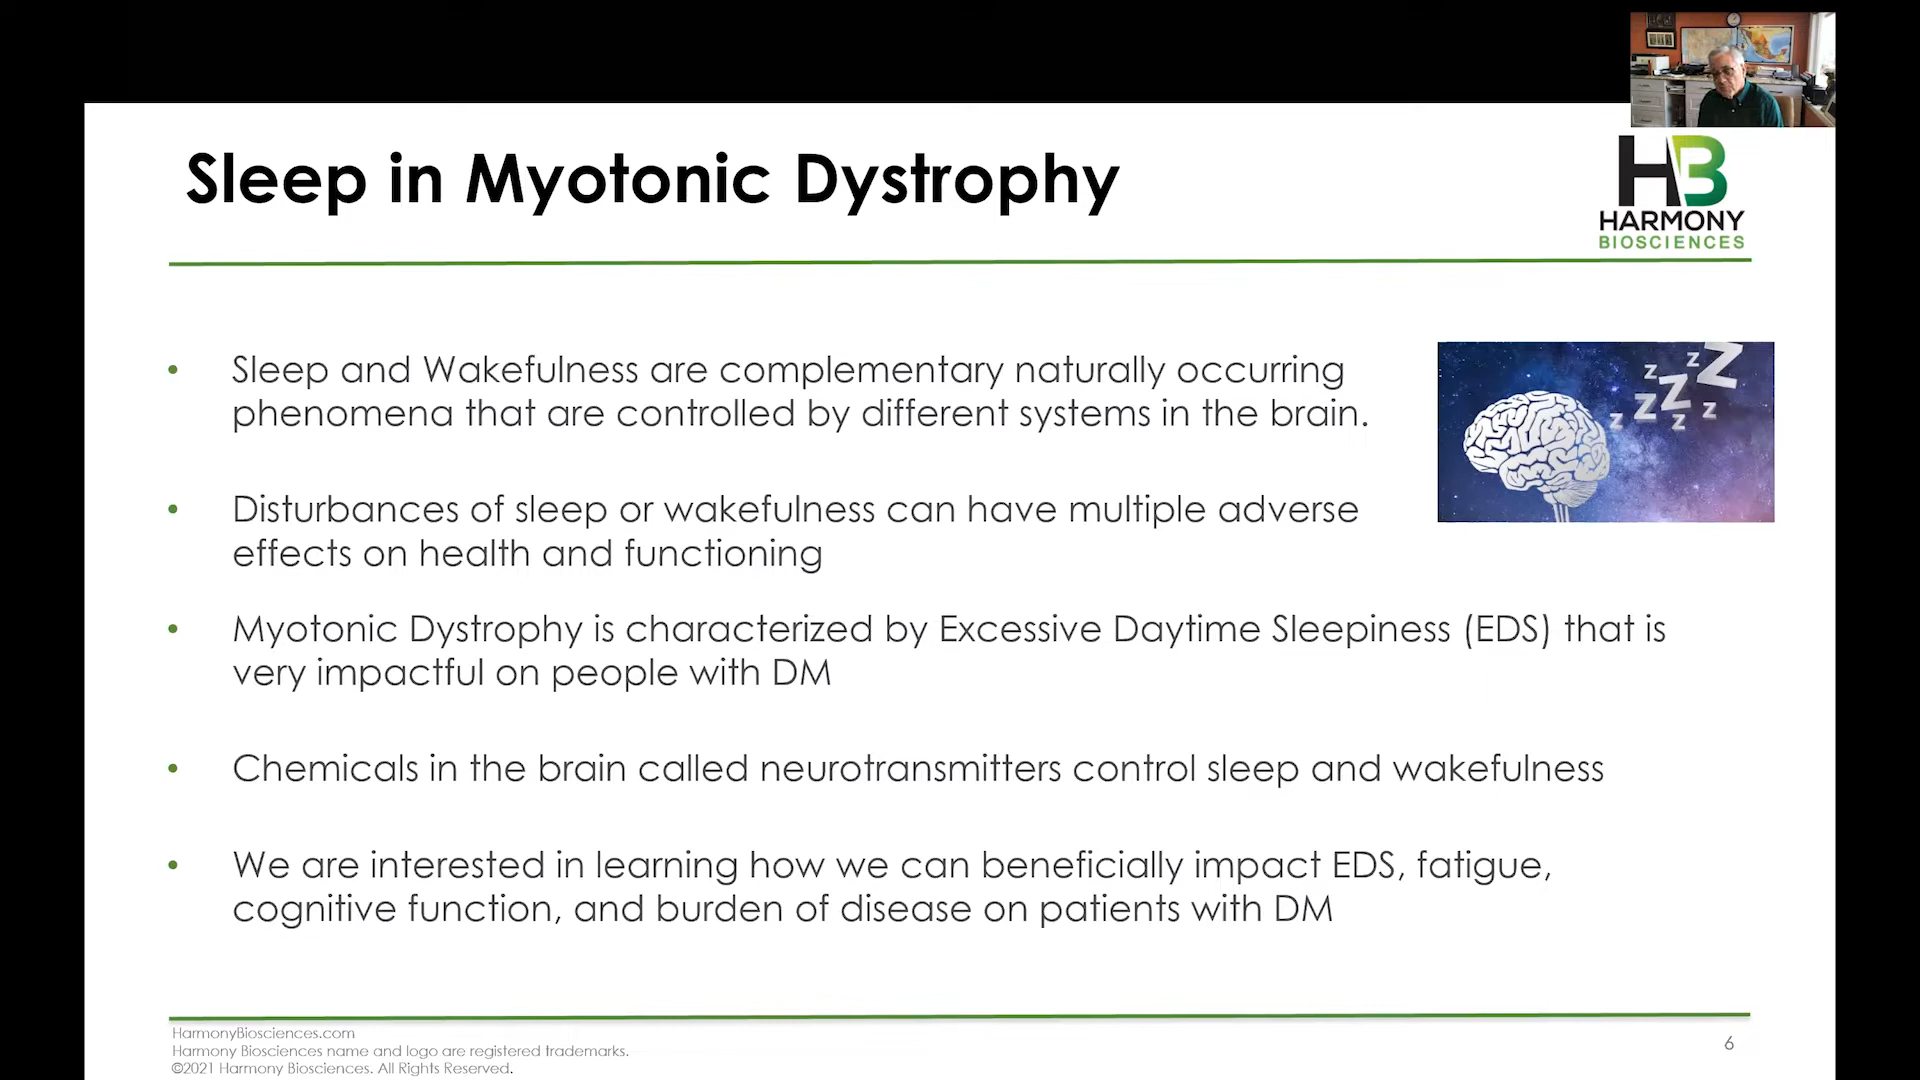 Sleep in Myotonic Dystrophy
HB
HARMONY
BIOSCIENCES
• Sleep and Wakefulness are complementary naturally occurring
phenomena that are controlled by different systems in the brain.
z z Z z Z Z z z
• Disturbances of sleep or wakefulness can have multiple adverse
effects on health and functioning
• Myotonic Dystrophy is characterized by Excessive Daytime Sleepiness (EDS) that is
very impactful on people with DM
• Chemicals in the brain called neurotransmitters control sleep and wakefulness
• We are interested in learning how we can beneficially impact EDS, fatigue,
cognitive function, and burden of disease on patients with DM
HarmonyBiosciences.com
Harmony Biosciences name and logo are registered trademarks.
©2021 Harmony Biosciences. All Rights Reserved.
6